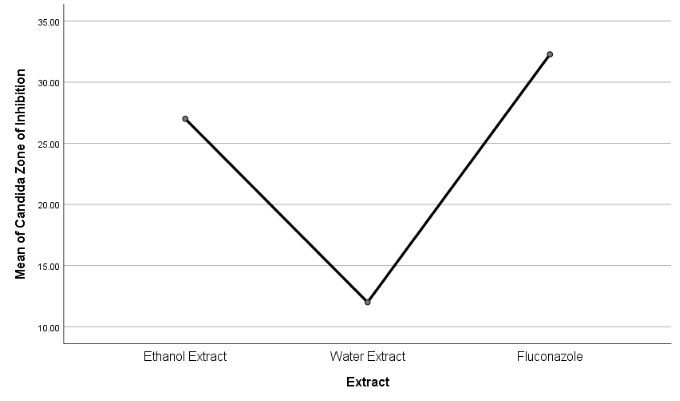 Mean of Candida Zone of Inhibition
35.00
30.00
25.00
20.00
15.00
10.00
Ethanol Extract
Water Extract
Fluconazole
Extract